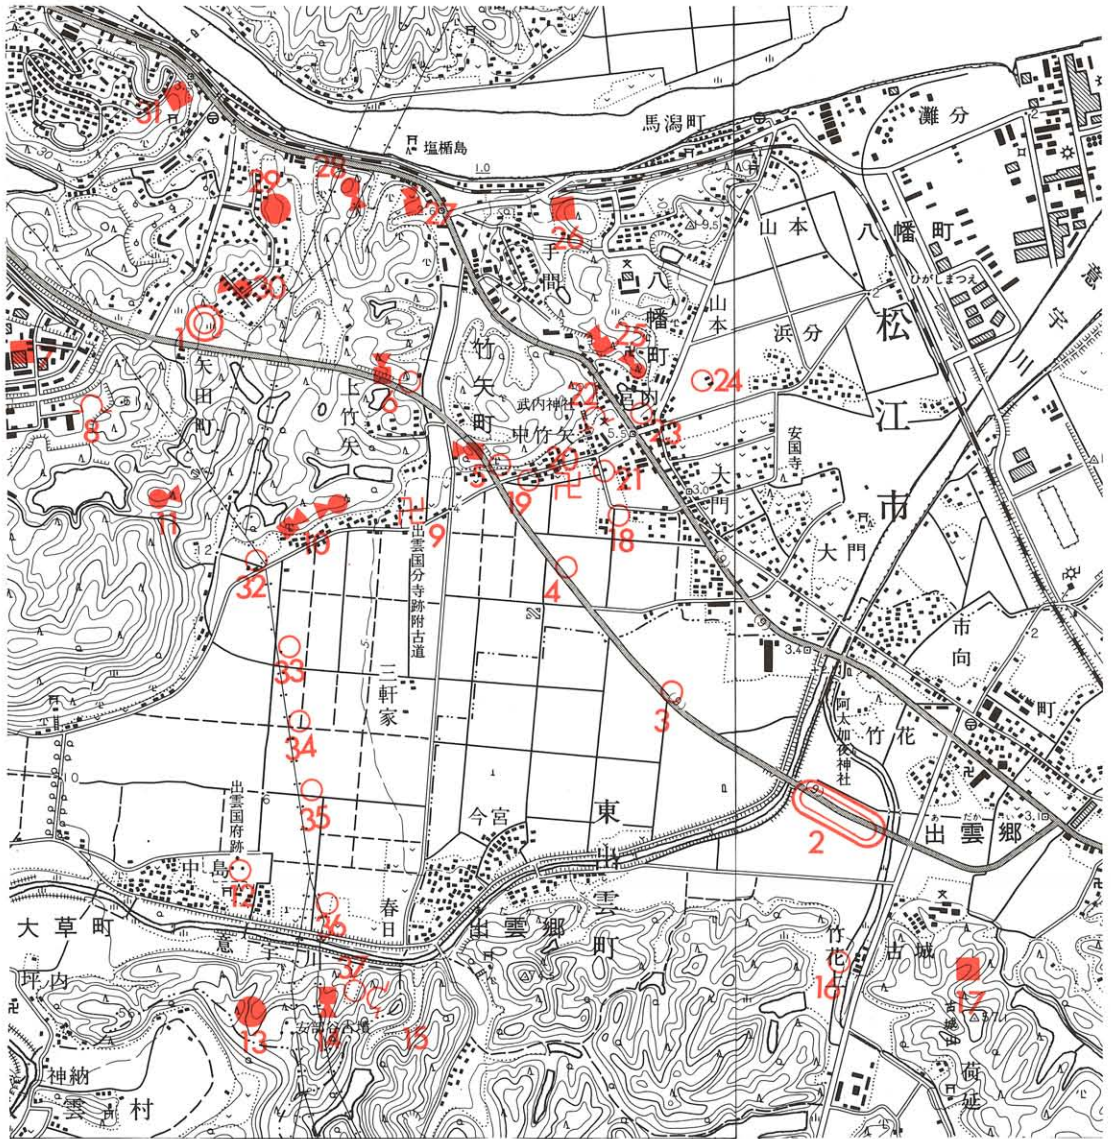 馬潟町
灘分
塩楯島
31
28
29
27
26
山本
八幡町
手間
ひがしまつえ
意宇川
30
八幡町
山本
1
25
浜分
松江市
7
矢田町
竹矢町
24
上竹矢
6
8
武内神社
22
宮内
23
中竹矢
安国寺
5
20
21
大門
19
11
10
9
18
大門
出雲国分寺跡附古道
32
4
市向
33
三軒家
3
町
34
阿太加夜神社
竹花
35
出雲国府跡
今宮
東出雲町
2
出雲郷
中島
12
36
春日
大草町
意宇川
出雲郷
竹花
古城
坪内
37
16
17
13
14
安部谷古墳
15
神納
荷延
雲村